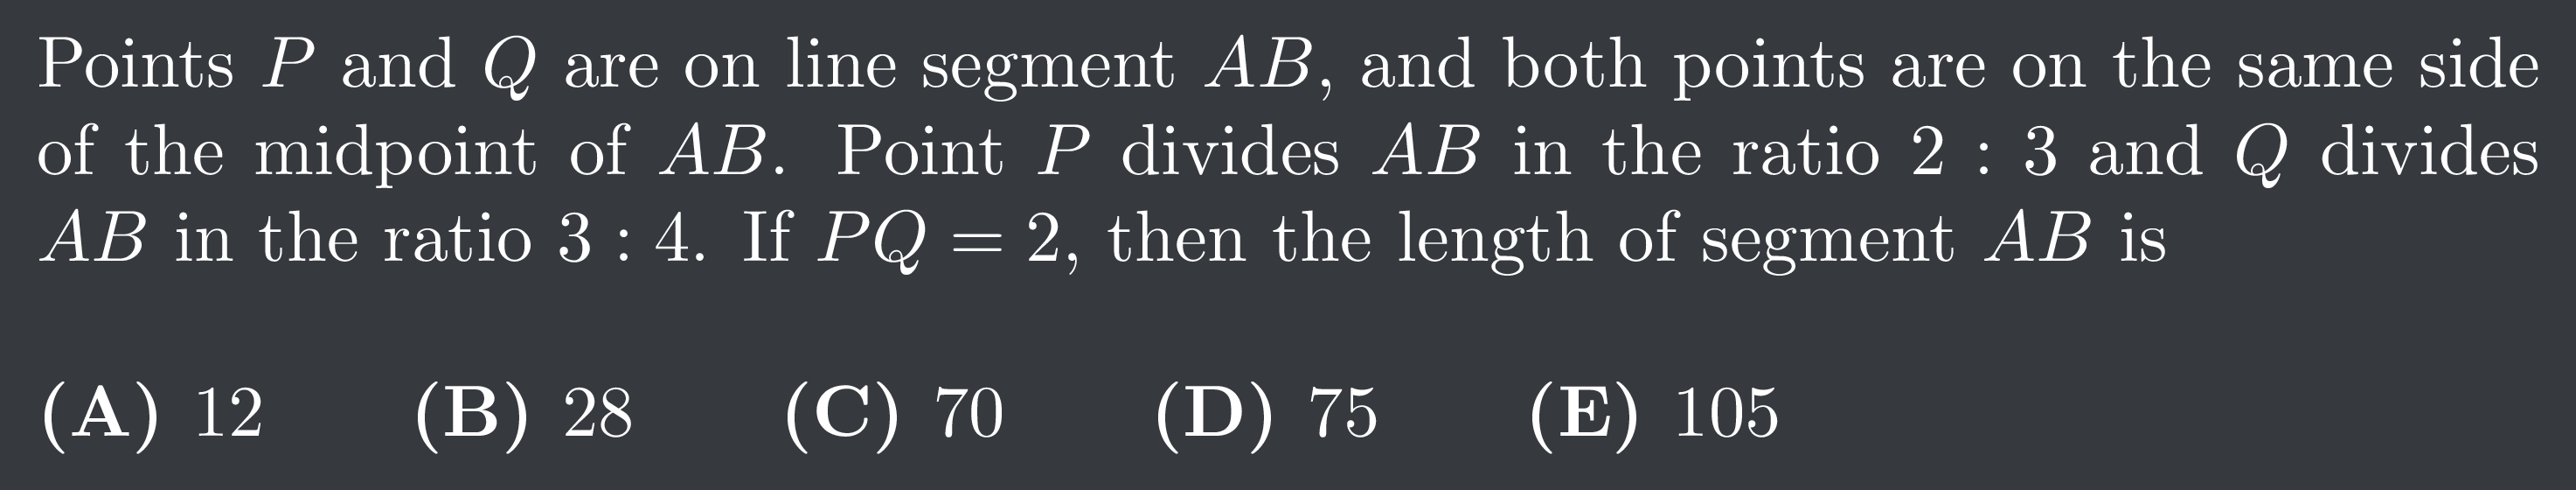 Points P and Q are on line segment AB, and both points are on the same side
of the midpoint of AB. Point P divides AB in the ratio 2 : 3 and Q divides
AB in the ratio 3 : 4. If PQ = 2, then the length of segment AB is
(A) 12 (B) 28 (C) 70 (D) 75 (E) 105